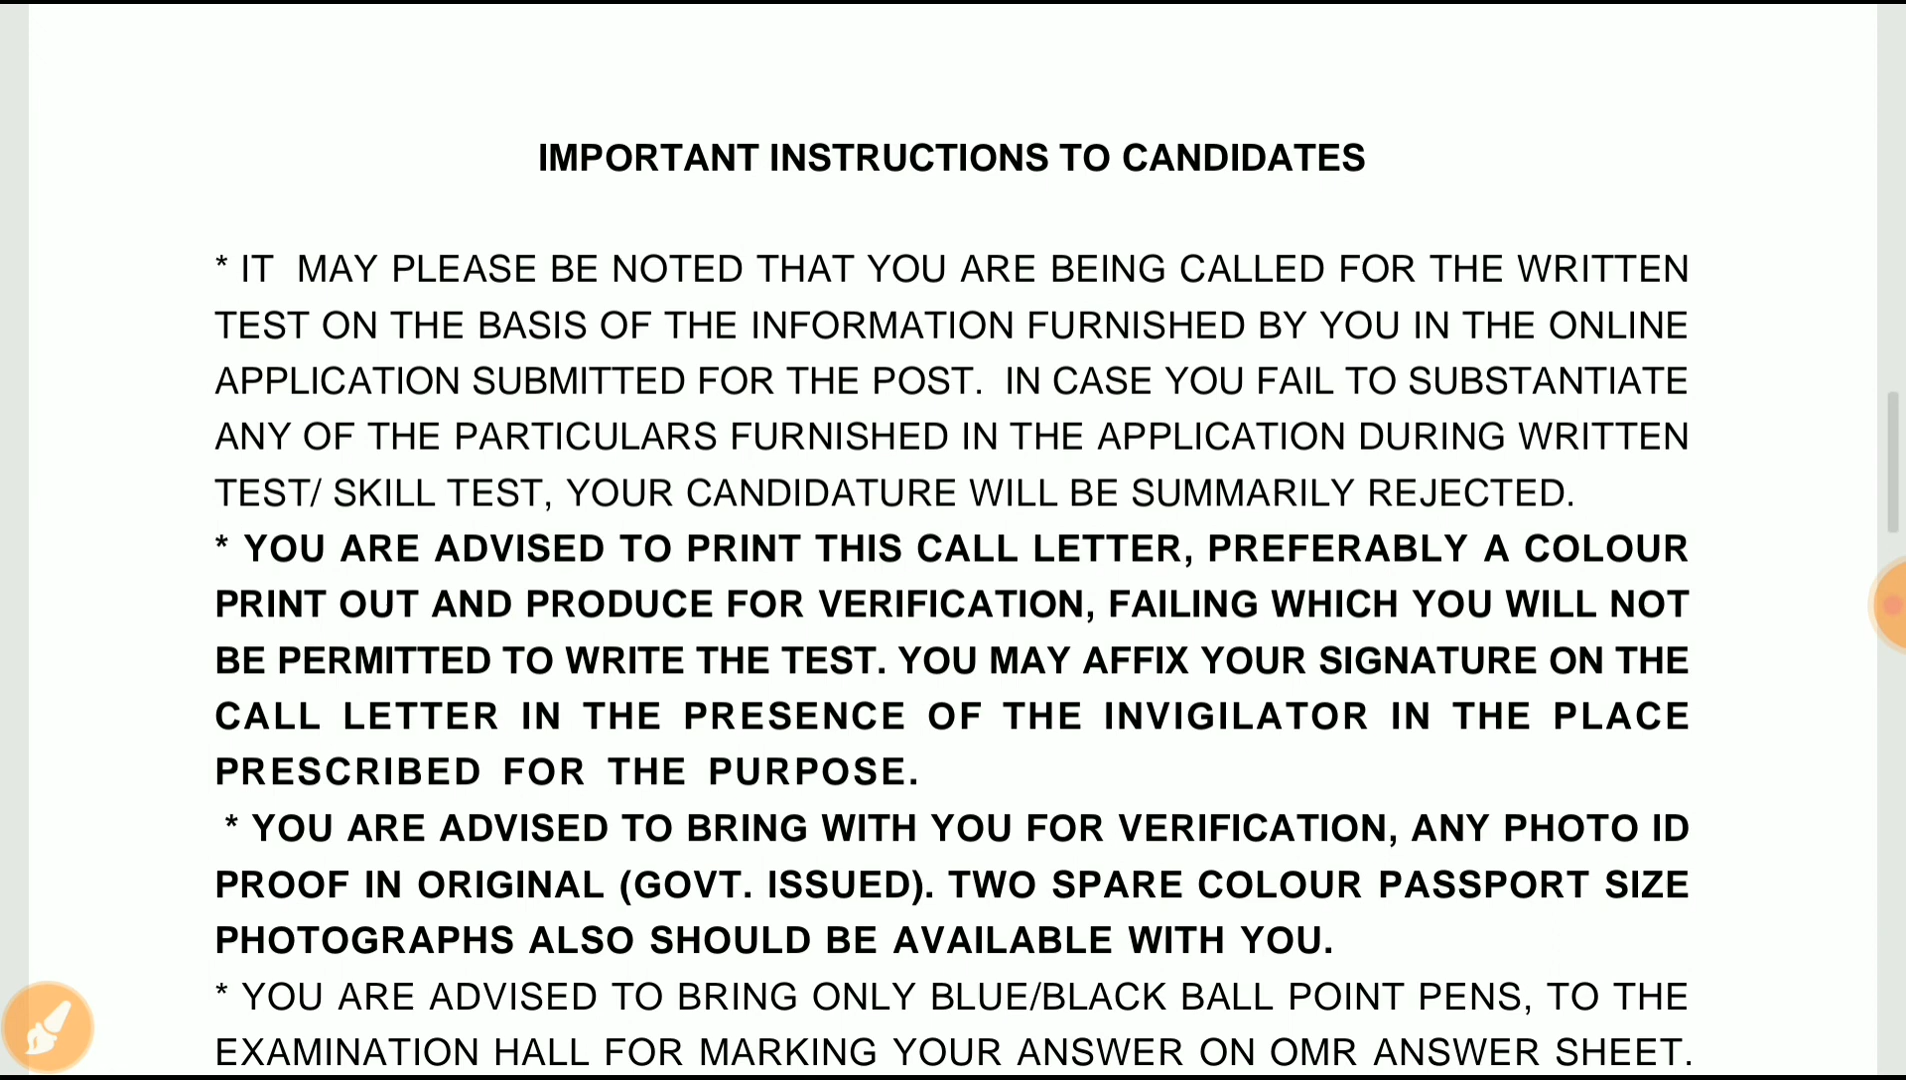 IMPORTANT INSTRUCTIONS TO CANDIDATES
* IT MAY PLEASE BE NOTED THAT YOU ARE BEING CALLED FOR THE WRITTEN
TEST ON THE BASIS OF THE INFORMATION FURNISHED BY YOU IN THE ONLINE
APPLICATION SUBMITTED FOR THE POST. IN CASE YOU FAIL TO SUBSTANTIATE
ANY OF THE PARTICULARS FURNISHED IN THE APPLICATION DURING WRITTEN
TEST/ SKILL TEST, YOUR CANDIDATURE WILL BE SUMMARILY REJECTED.
* YOU ARE ADVISED TO PRINT THIS CALL LETTER, PREFERABLY A COLOUR
PRINT OUT AND PRODUCE FOR VERIFICATION, FAILING WHICH YOU WILL NOT
BE PERMITTED TO WRITE THE TEST. YOU MAY AFFIX YOUR SIGNATURE ON THE
CALL LETTER IN THE PRESENCE OF THE INVIGILATOR IN THE PLACE
PRESCRIBED FOR THE PURPOSE.
* YOU ARE ADVISED TO BRING WITH YOU FOR VERIFICATION, ANY PHOTO ID
PROOF IN ORIGINAL (GOVT. ISSUED). TWO SPARE COLOUR PASSPORT SIZE
PHOTOGRAPHS ALSO SHOULD BE AVAILABLE WITH YOU.
* YOU ARE ADVISED TO BRING ONLY BLUE/BLACK BALL POINT PENS, TO THE
EXAMINATION HALL FOR MARKING YOUR ANSWER ON OMR ANSWER SHEET.